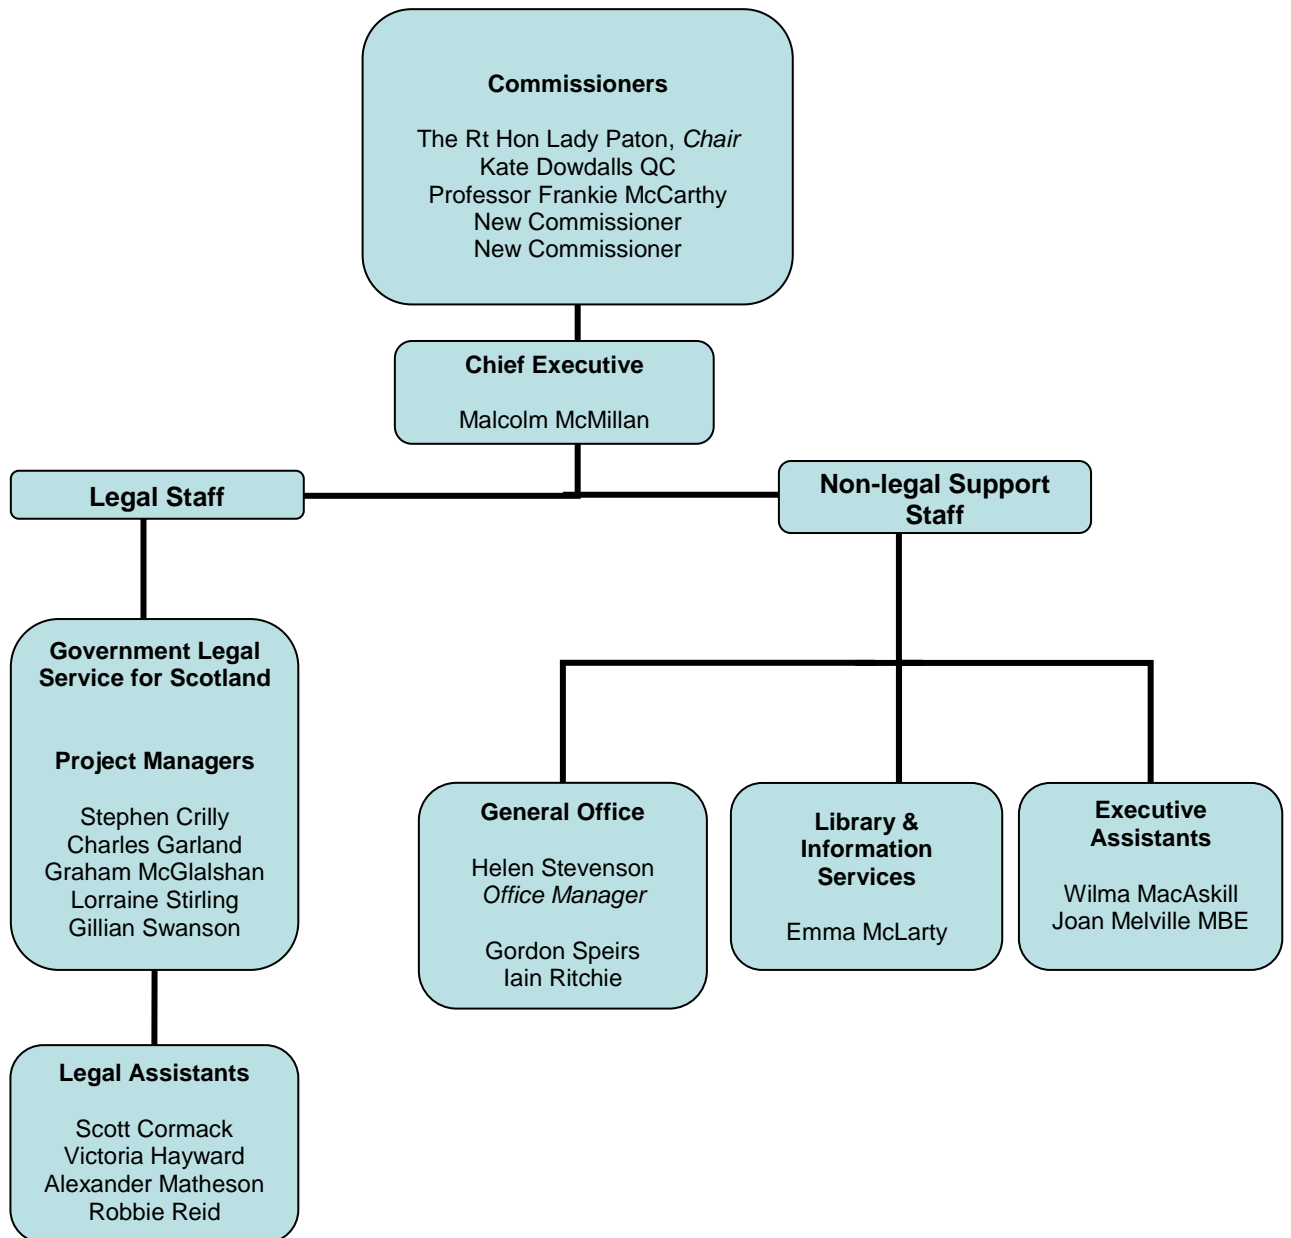 Commissioners
The Rt Hon Lady Paton, Chair
Kate Dowdalls QC
Professor Frankie McCarthy
New Commissioner
New Commissioner
Chief Executive
Malcolm McMillan
Legal Staff
Non-legal Support
Staff
Government Legal
Service for Scotland
Project Managers
Stephen Crilly
Charles Garland
Graham McGlalshan
Lorraine Stirling
Gillian Swanson
General Office
Helen Stevenson
Office Manager
Gordon Speirs
Iain Ritchie
Library &
Information
Services
Emma McLarty
Executive
Assistants
Wilma MacAskill
Joan Melville MBE
Legal Assistants
Scott Cormack
Victoria Hayward
Alexander Matheson
Robbie Reid